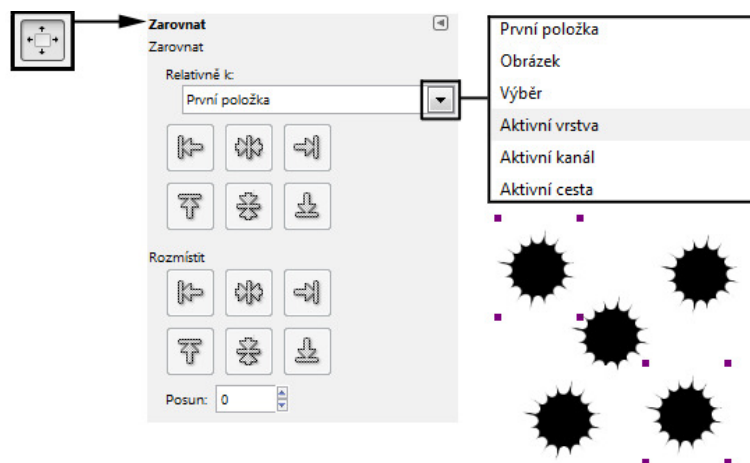 Zarovnat
Zarovnat
Relativně k:
První položka
Rozmístit
Posun: 0
První položka
Obrázek
Výběr
Aktivní vrstva
Aktivní kanál
Aktivní cesta